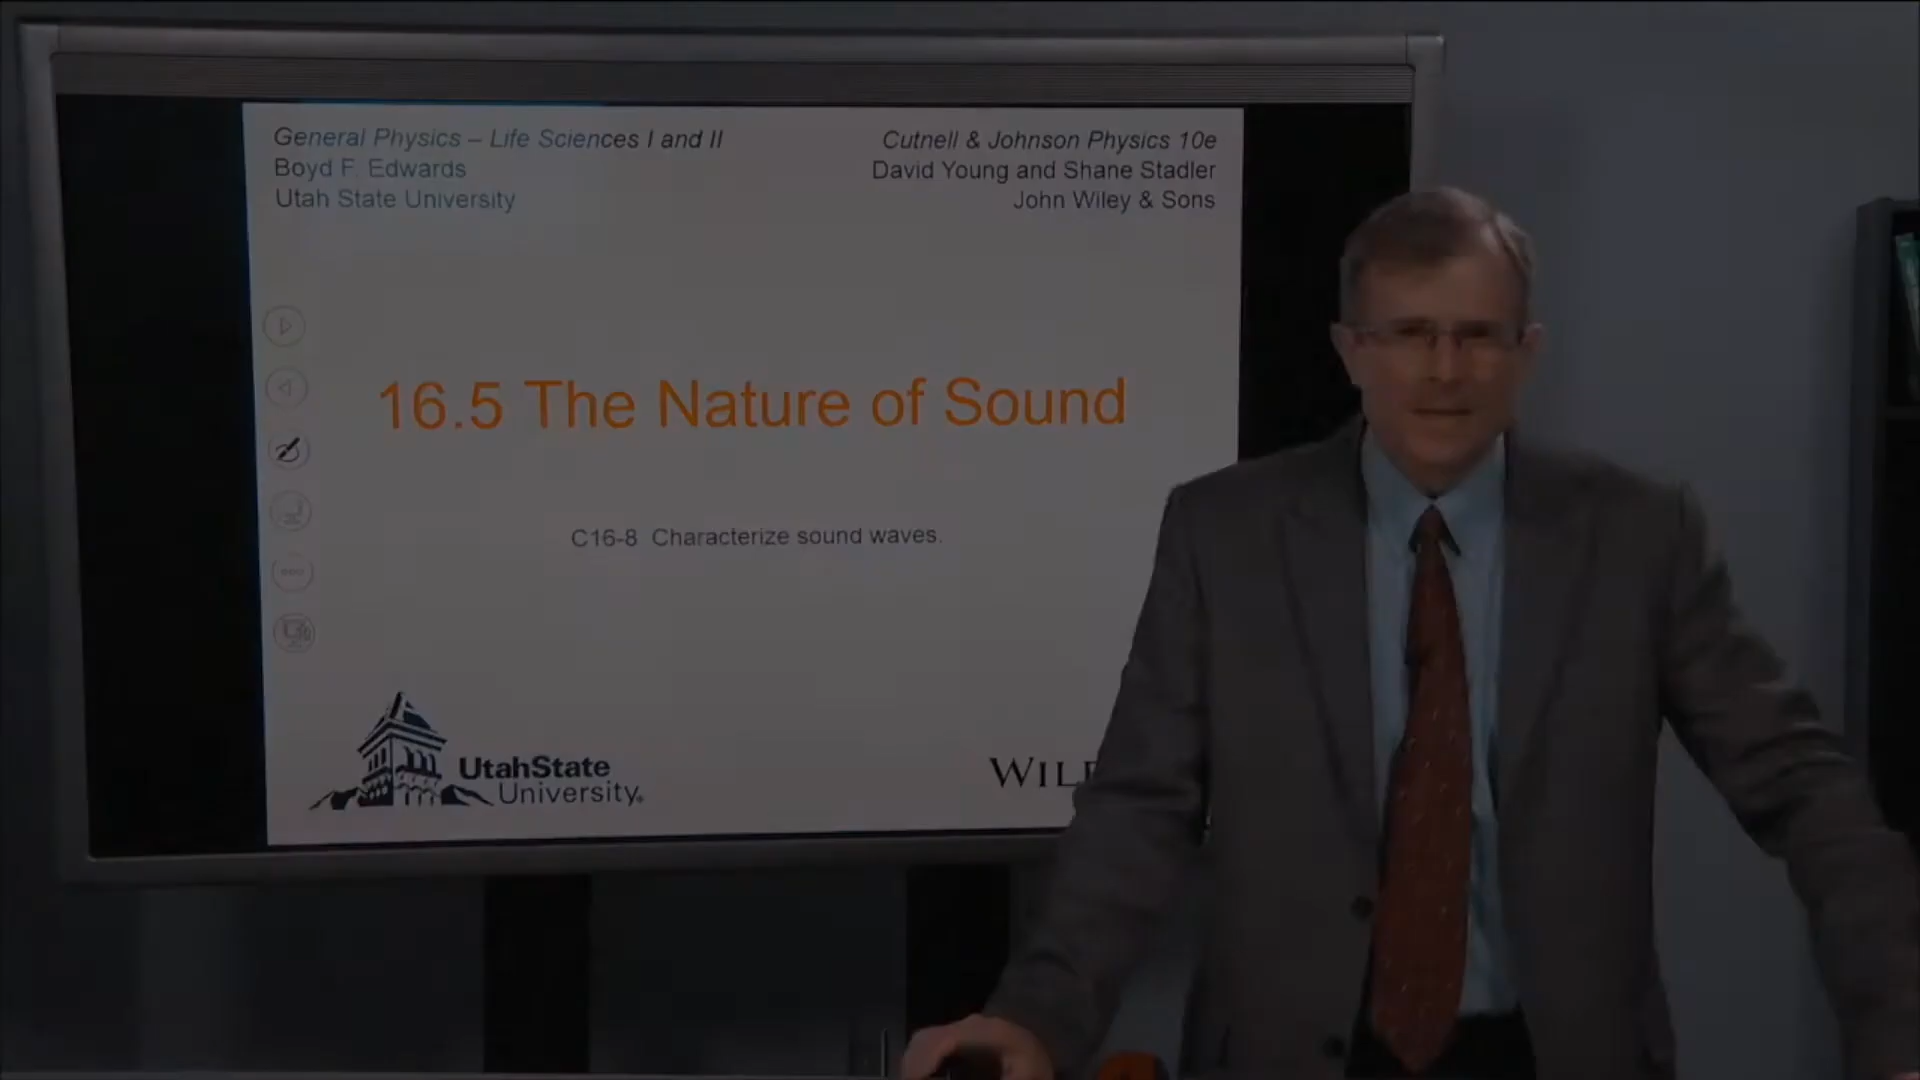 General Physics – Life Sciences I and II
Boyd F. Edwards
Utah State University
Cutnell & Johnson Physics 10e
David Young and Shane Stadler
John Wiley & Sons
16.5 The Nature of Sound
C16-8 Characterize sound waves.
UtahState
University®